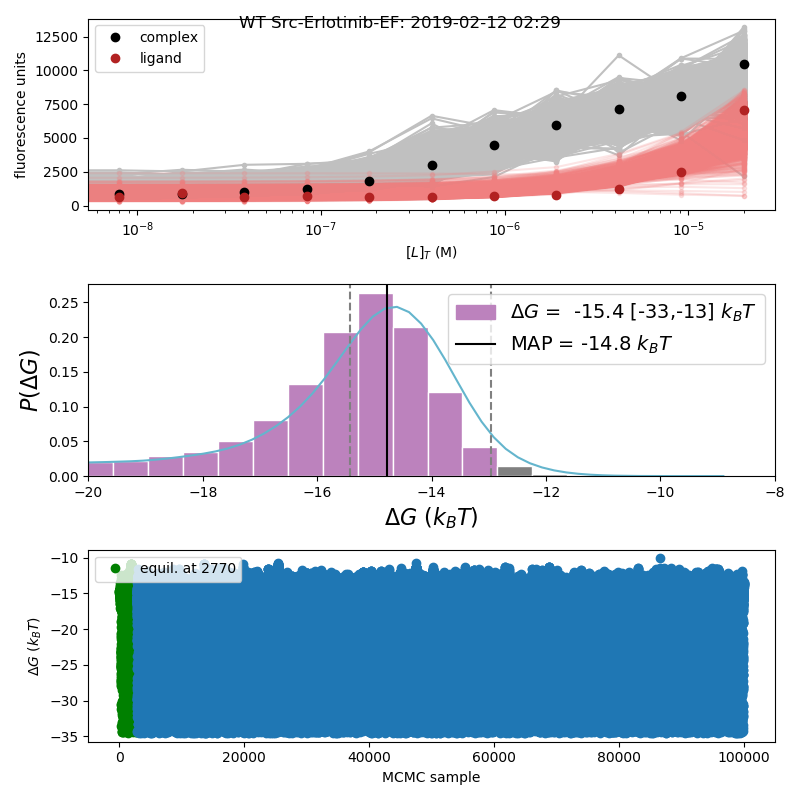 WT Src-Erlotinib-EF: 2019-02-12 02:29
12500
10000
7500
5000
2500
0
fluorescence units
complex
ligand
10⁻⁸ 10⁻⁷ 10⁻⁶ 10⁻⁵
[L]_T (M)
0.25
0.20
0.15
0.10
0.05
0.00
P(ΔG)
ΔG = -15.4 [-33,-13] k_BT
MAP = -14.8 k_BT
−20 −18 −16 −14 −12 −10 −8
ΔG (k_BT)
−10
−15
−20
−25
−30
−35
ΔG (k_BT)
equil. at 2770
0 20000 40000 60000 80000 100000
MCMC sample